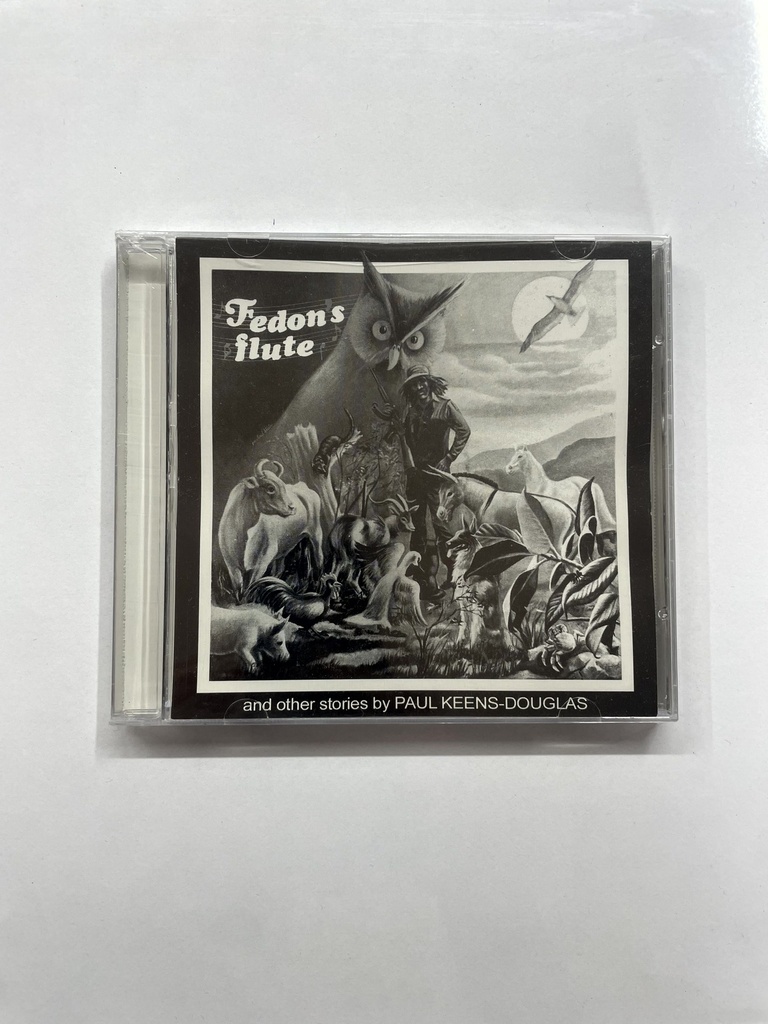 Fedon's
flute
and other stories by PAUL KEENS-DOUGLAS